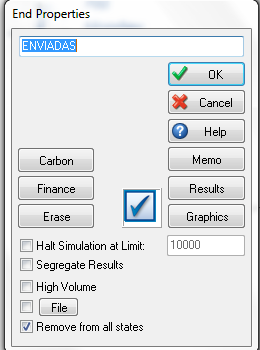 End Properties
ENVIADAS
OK
Cancel
Help
Carbon
Memo
Finance
Results
Erase
Graphics
Halt Simulation at Limit: 10000
Segregate Results
High Volume
File
Remove from all states